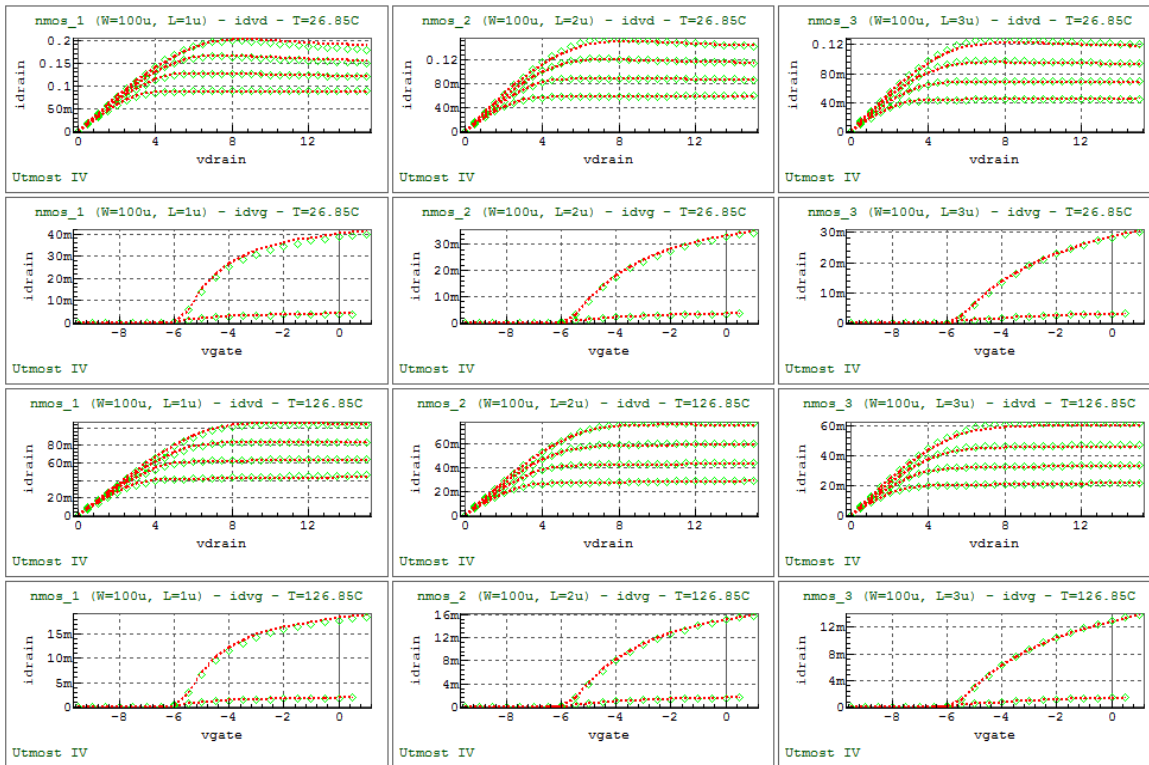 nmos_1 (W=100u, L=1u) - idvd - T=26.85C
idrain
0.2
0.15
0.1
50m
0
0 4 8 12
vdrain
Utmost IV
nmos_2 (W=100u, L=2u) - idvd - T=26.85C
idrain
0.16
0.12
80m
40m
0
0 4 8 12
vdrain
Utmost IV
nmos_3 (W=100u, L=3u) - idvd - T=26.85C
idrain
0.12
80m
40m
0
0 4 8 12
vdrain
Utmost IV
nmos_1 (W=100u, L=1u) - idvg - T=26.85C
idrain
40m
30m
20m
10m
0
-8 -6 -4 -2 0
vgate
Utmost IV
nmos_2 (W=100u, L=2u) - idvg - T=26.85C
idrain
30m
20m
10m
0
-8 -6 -4 -2 0
vgate
Utmost IV
nmos_3 (W=100u, L=3u) - idvg - T=26.85C
idrain
30m
20m
10m
0
-8 -6 -4 -2 0
vgate
Utmost IV
nmos_1 (W=100u, L=1u) - idvd - T=126.85C
idrain
80m
60m
40m
20m
0
0 4 8 12
vdrain
Utmost IV
nmos_2 (W=100u, L=2u) - idvd - T=126.85C
idrain
60m
40m
20m
0
0 4 8 12
vdrain
Utmost IV
nmos_3 (W=100u, L=3u) - idvd - T=126.85C
idrain
60m
50m
40m
30m
20m
10m
0
0 4 8 12
vdrain
Utmost IV
nmos_1 (W=100u, L=1u) - idvg - T=126.85C
idrain
15m
10m
5m
0
-8 -6 -4 -2 0
vgate
Utmost IV
nmos_2 (W=100u, L=2u) - idvg - T=126.85C
idrain
16m
12m
8m
4m
0
-8 -6 -4 -2 0
vgate
Utmost IV
nmos_3 (W=100u, L=3u) - idvg - T=126.85C
idrain
12m
8m
4m
0
-8 -6 -4 -2 0
vgate
Utmost IV